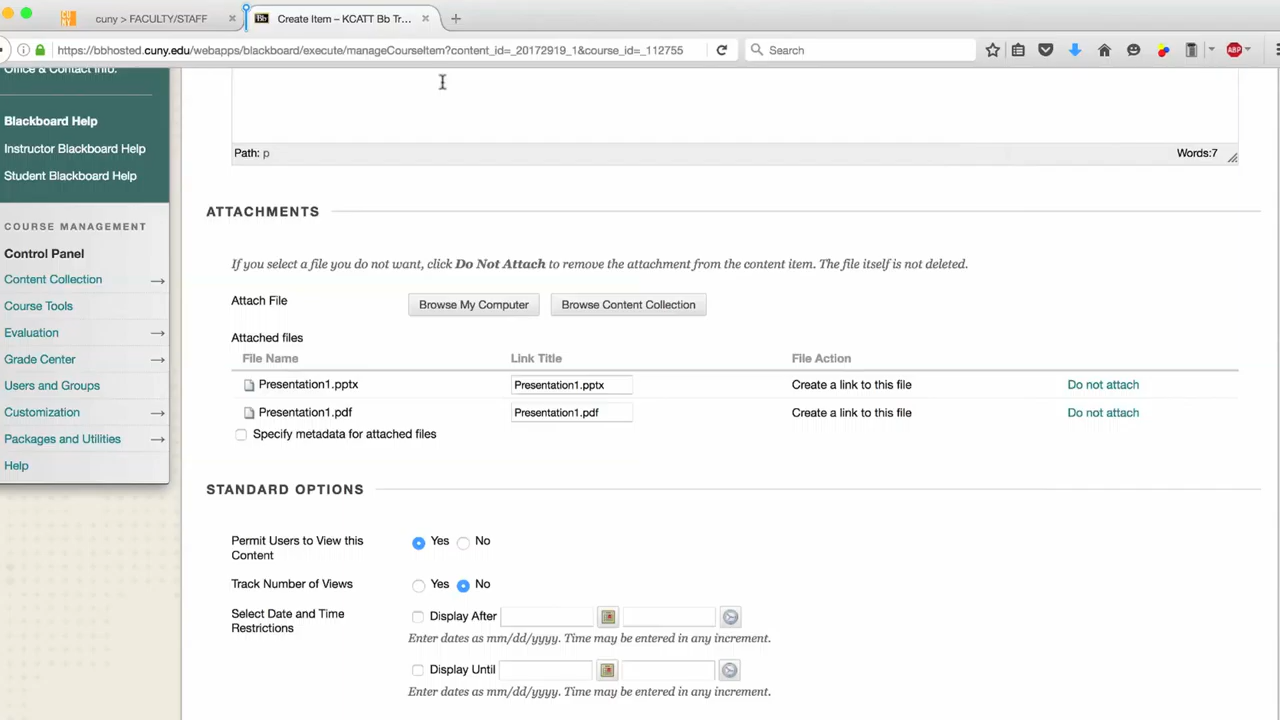 cuny > FACULTY/STAFF
Bb
Create Item – KCATT Bb Tr...
https://bbhosted.cuny.edu/webapps/blackboard/execute/manageCourseItem?content_id=_20172919_1&course_id=_112755
Search
ABP
Office & Contact Info.
Blackboard Help
Instructor Blackboard Help
Student Blackboard Help
COURSE MANAGEMENT
Control Panel
Content Collection
Course Tools
Evaluation
Grade Center
Users and Groups
Customization
Packages and Utilities
Help
Path: p
Words:7
ATTACHMENTS
If you select a file you do not want, click Do Not Attach to remove the attachment from the content item. The file itself is not deleted.
Attach File
Browse My Computer
Browse Content Collection
Attached files
File Name Link Title File Action
Presentation1.pptx Presentation1.pptx Create a link to this file Do not attach
Presentation1.pdf Presentation1.pdf Create a link to this file Do not attach
Specify metadata for attached files
STANDARD OPTIONS
Permit Users to View this
Content
Yes No
Track Number of Views
Yes No
Select Date and Time
Restrictions
Display After
Enter dates as mm/dd/yyyy. Time may be entered in any increment.
Display Until
Enter dates as mm/dd/yyyy. Time may be entered in any increment.